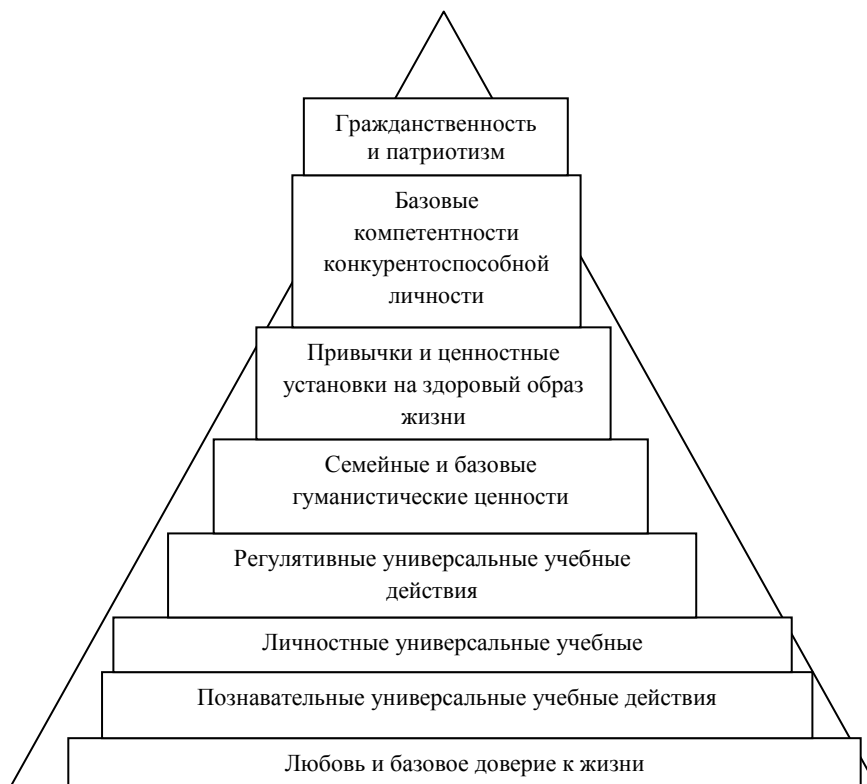 Гражданственность
и патриотизм
Базовые
компетентности
конкурентоспособной
личности
Привычки и ценностные
установки на здоровый образ
жизни
Семейные и базовые
гуманистические ценности
Регулятивные универсальные учебные
действия
Личностные универсальные учебные
Познавательные универсальные учебные действия
Любовь и базовое доверие к жизни